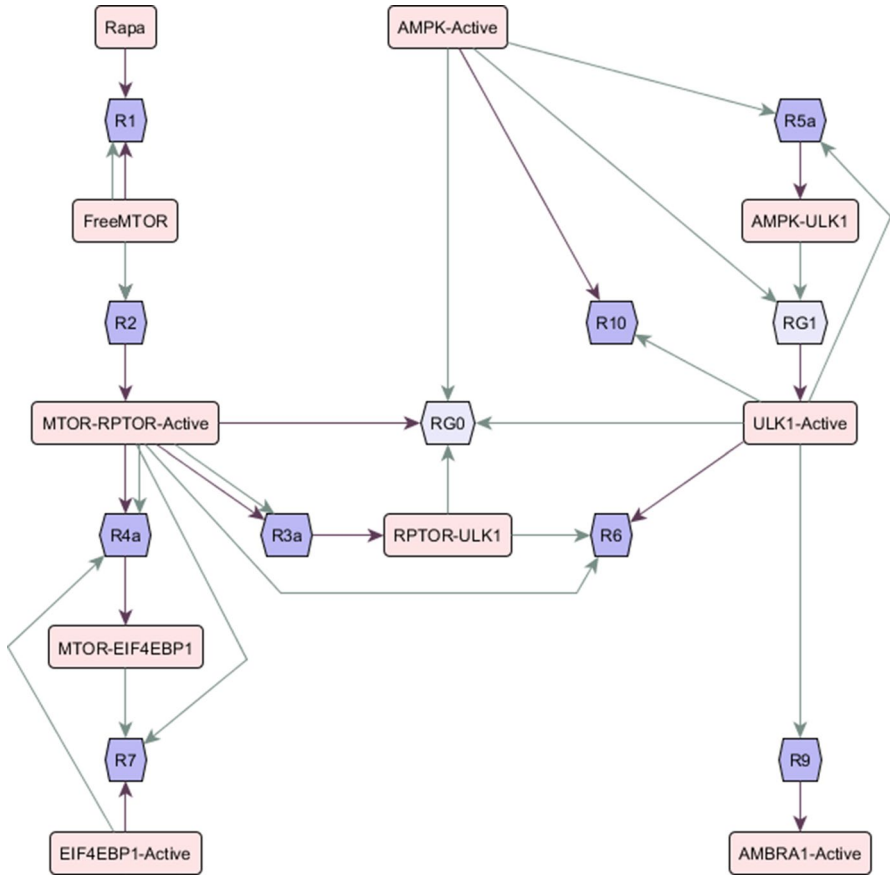 Rapa
AMPK-Active
R1
R5a
FreeMTOR
AMPK-ULK1
R2
R10
RG1
MTOR-RPTOR-Active
RG0
ULK1-Active
R4a
R3a
RPTOR-ULK1
R6
MTOR-EIF4EBP1
R7
R9
EIF4EBP1-Active
AMBRA1-Active